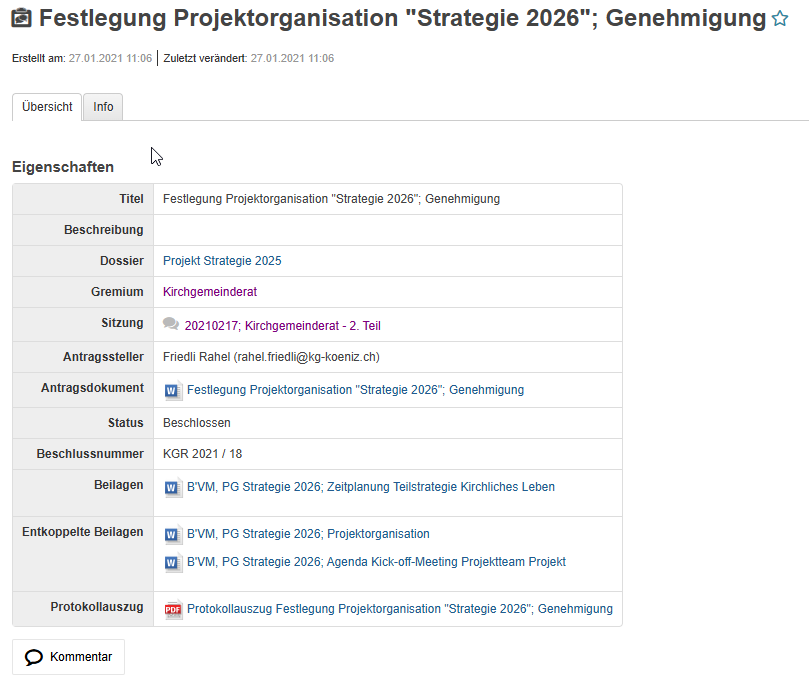 Festlegung Projektorganisation "Strategie 2026"; Genehmigung
Erstellt am: 27.01.2021 11:06 | Zuletzt verändert: 27.01.2021 11:06
Übersicht Info
Eigenschaften
Titel Festlegung Projektorganisation "Strategie 2026"; Genehmigung
Beschreibung
Dossier Projekt Strategie 2025
Gremium Kirchgemeinderat
Sitzung 20210217; Kirchgemeinderat - 2. Teil
Antragssteller Friedli Rahel (rahel.friedli@kg-koeniz.ch)
Antragsdokument Festlegung Projektorganisation "Strategie 2026"; Genehmigung
Status Beschlossen
Beschlussnummer KGR 2021 / 18
Beilagen B'VM, PG Strategie 2026; Zeitplanung Teilstrategie Kirchliches Leben
Entkoppelte Beilagen B'VM, PG Strategie 2026; Projektorganisation
B'VM, PG Strategie 2026; Agenda Kick-off-Meeting Projektteam Projekt
Protokollauszug PDF Protokollauszug Festlegung Projektorganisation "Strategie 2026"; Genehmigung
Kommentar